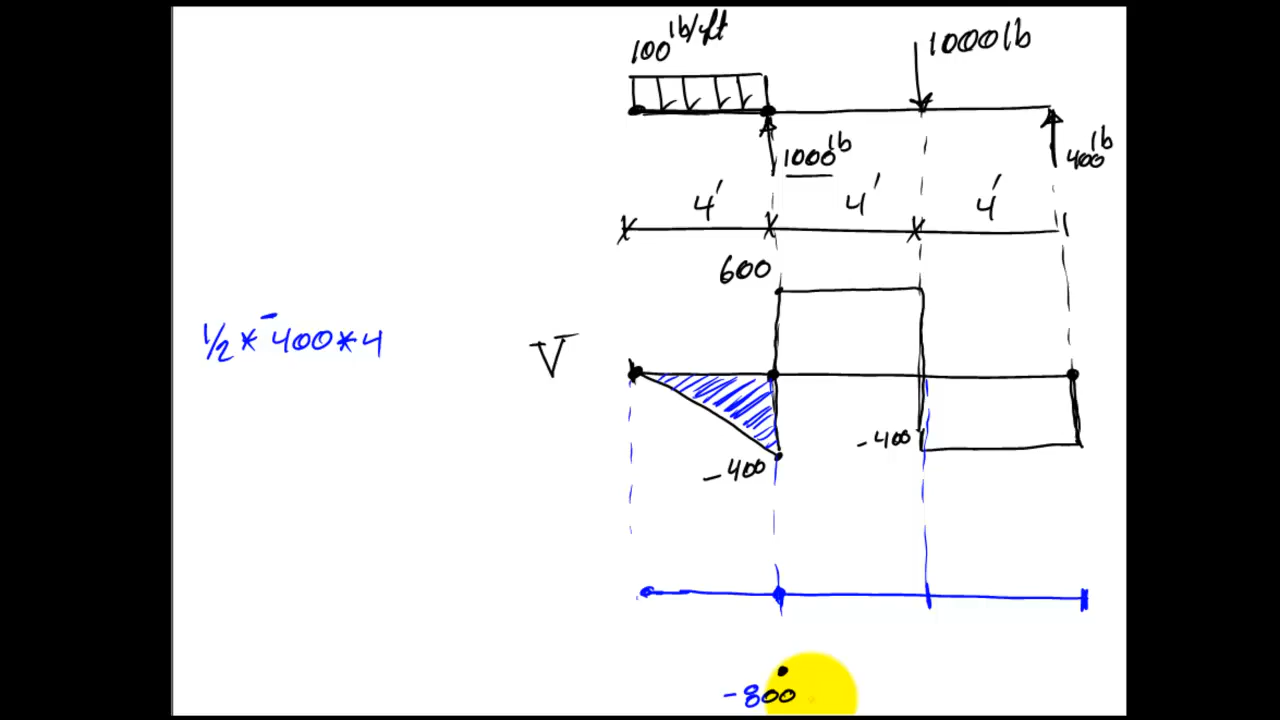 100 lb/ft
1000 lb
1000 lb
400 lb
4' 4' 4'
600
1/2 * -400 * 4
V
-400
-400
-800